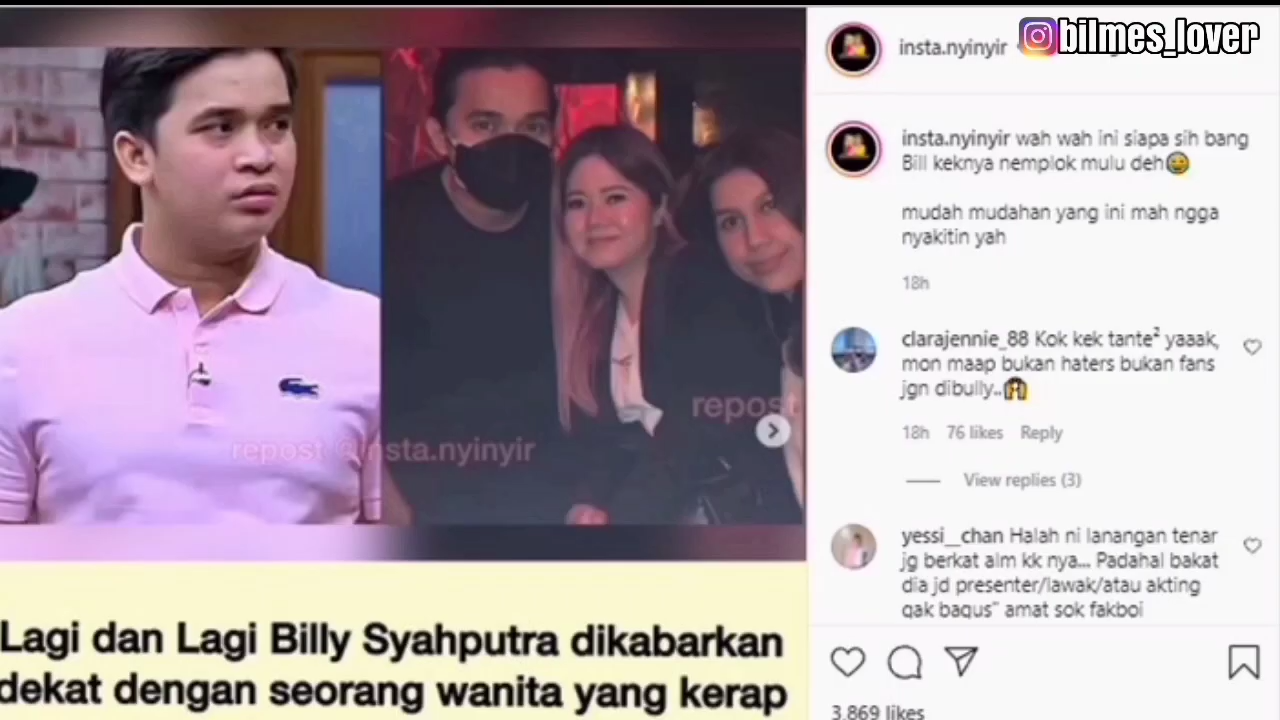 insta.nyinyir
bilmes_lover
insta.nyinyir wah wah ini siapa sih bang
Bill keknya nemplok mulu deh
mudah mudahan yang ini mah ngga
nyakitin yah
18h
clarajennie_88 Kok kek tante² yaaak,
mon maap bukan haters bukan fans
jgn dibully..
18h 76 likes Reply
View replies (3)
yessi__chan Halah ni lanangan tenar
jg berkat alm kk nya... Padahal bakat
dia jd presenter/lawak/atau akting
gak bagus" amat sok fakboi
3,869 likes
repost
repost @insta.nyinyir
Lagi dan Lagi Billy Syahputra dikabarkan
dekat dengan seorang wanita yang kerap